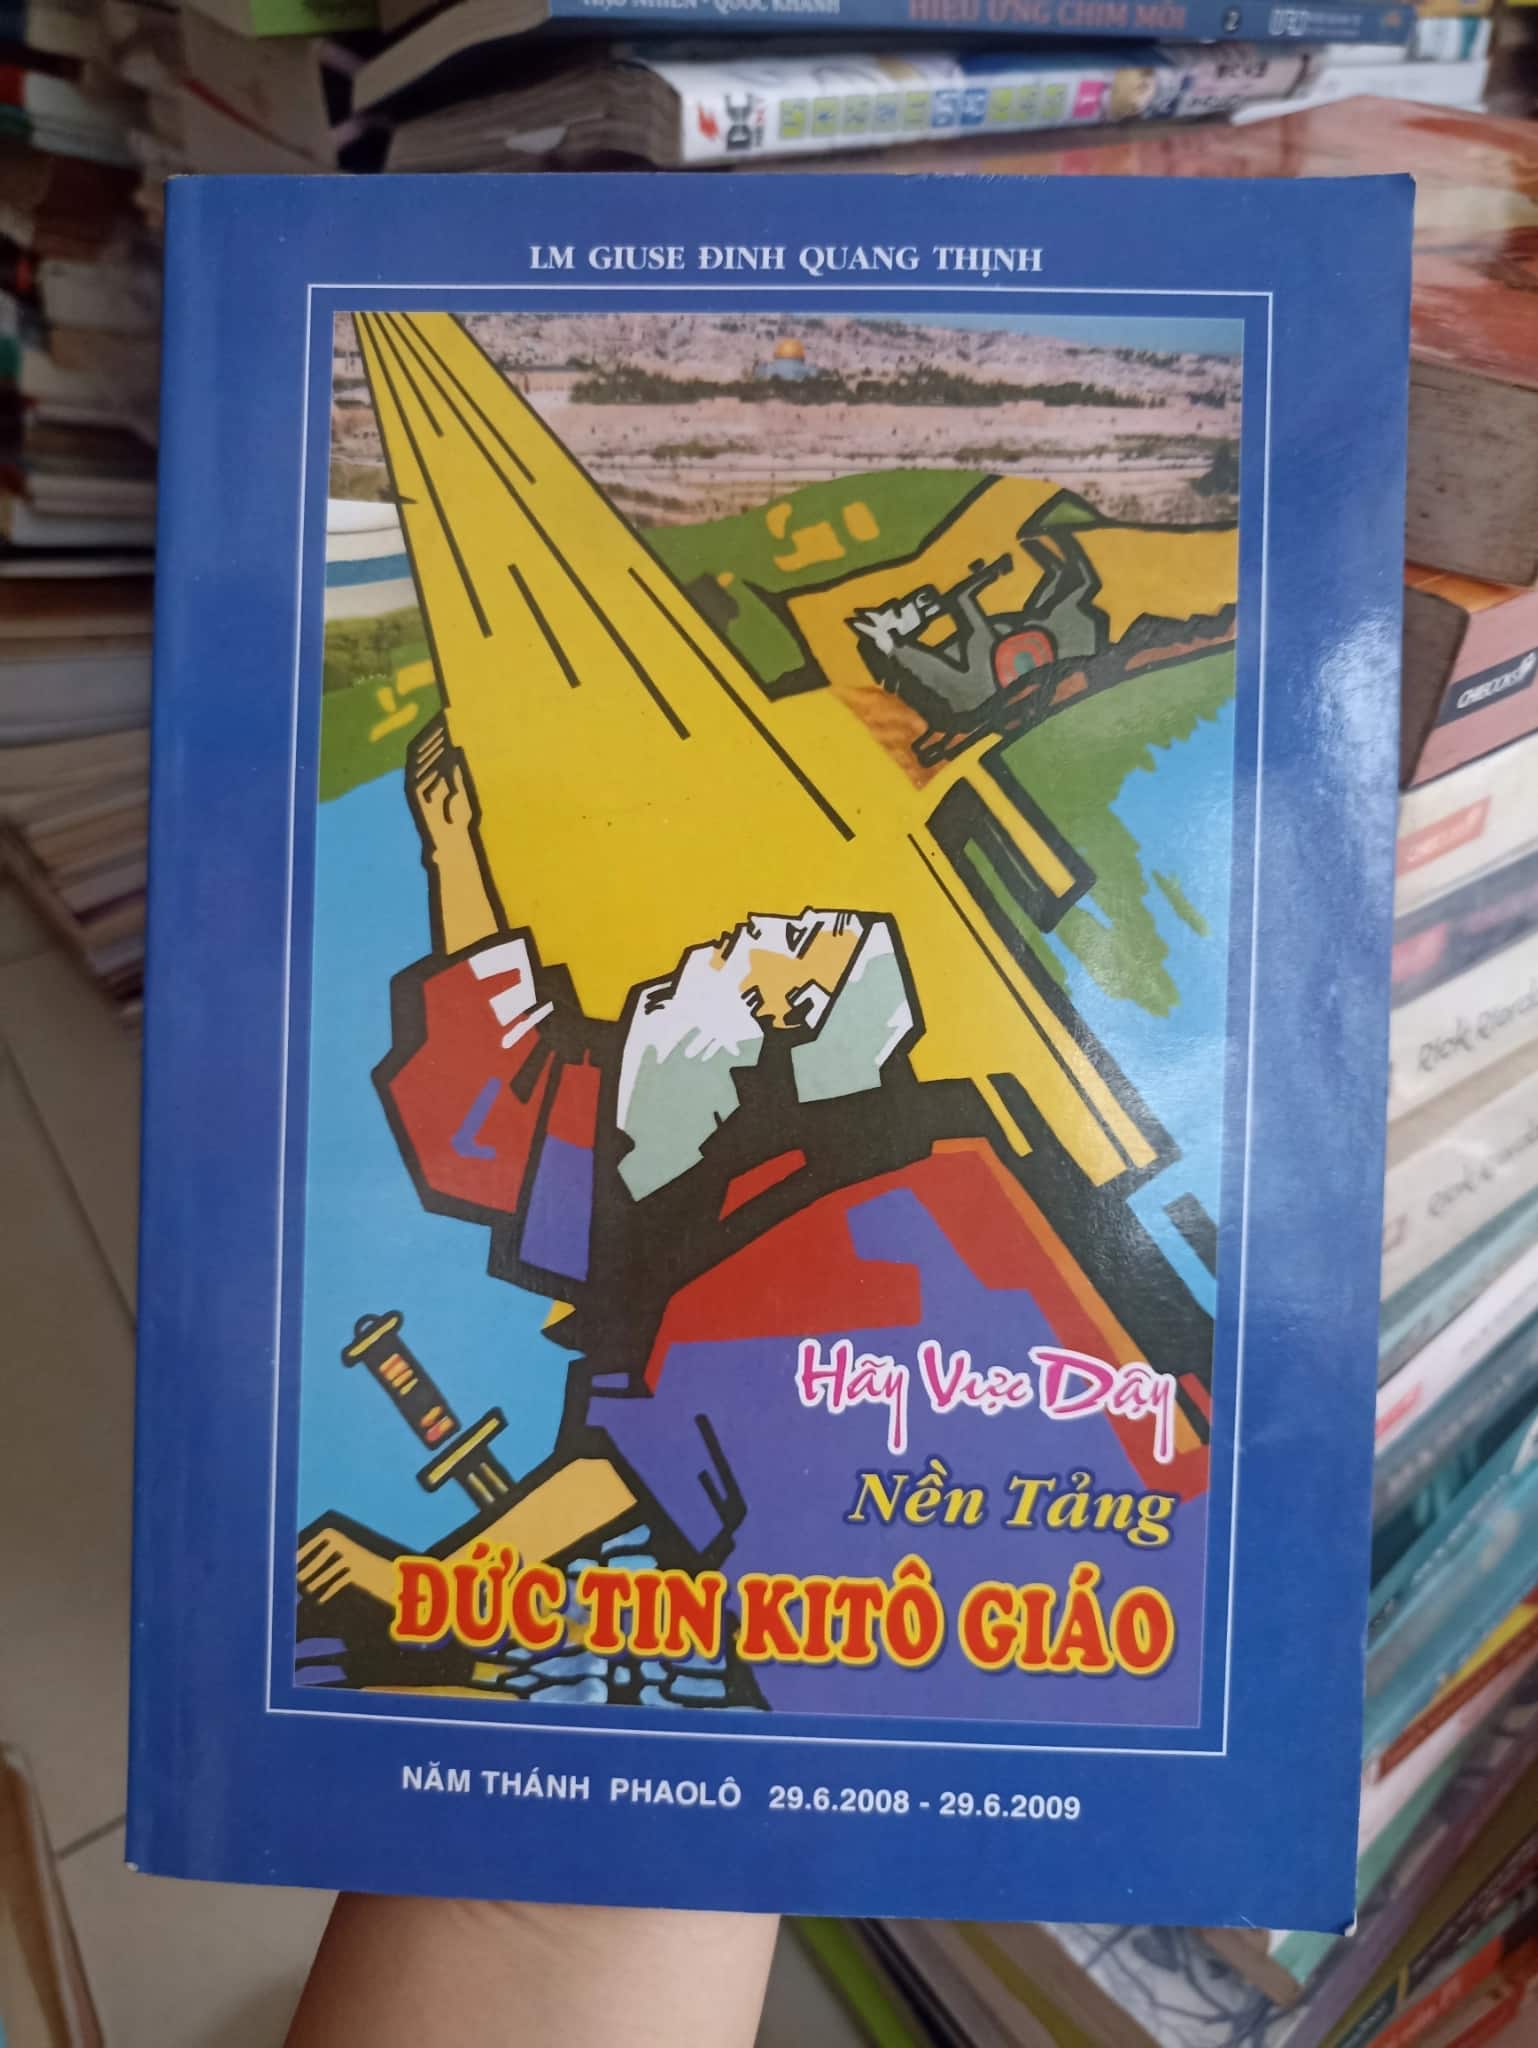 HIỆU ỨNG CHIM MỒI 2
LM GIUSE ĐINH QUANG THỊNH
Hãy Vực Dậy
Nền Tảng
ĐỨC TIN KITÔ GIÁO
NĂM THÁNH PHAOLÔ 29.6.2008 - 29.6.2009